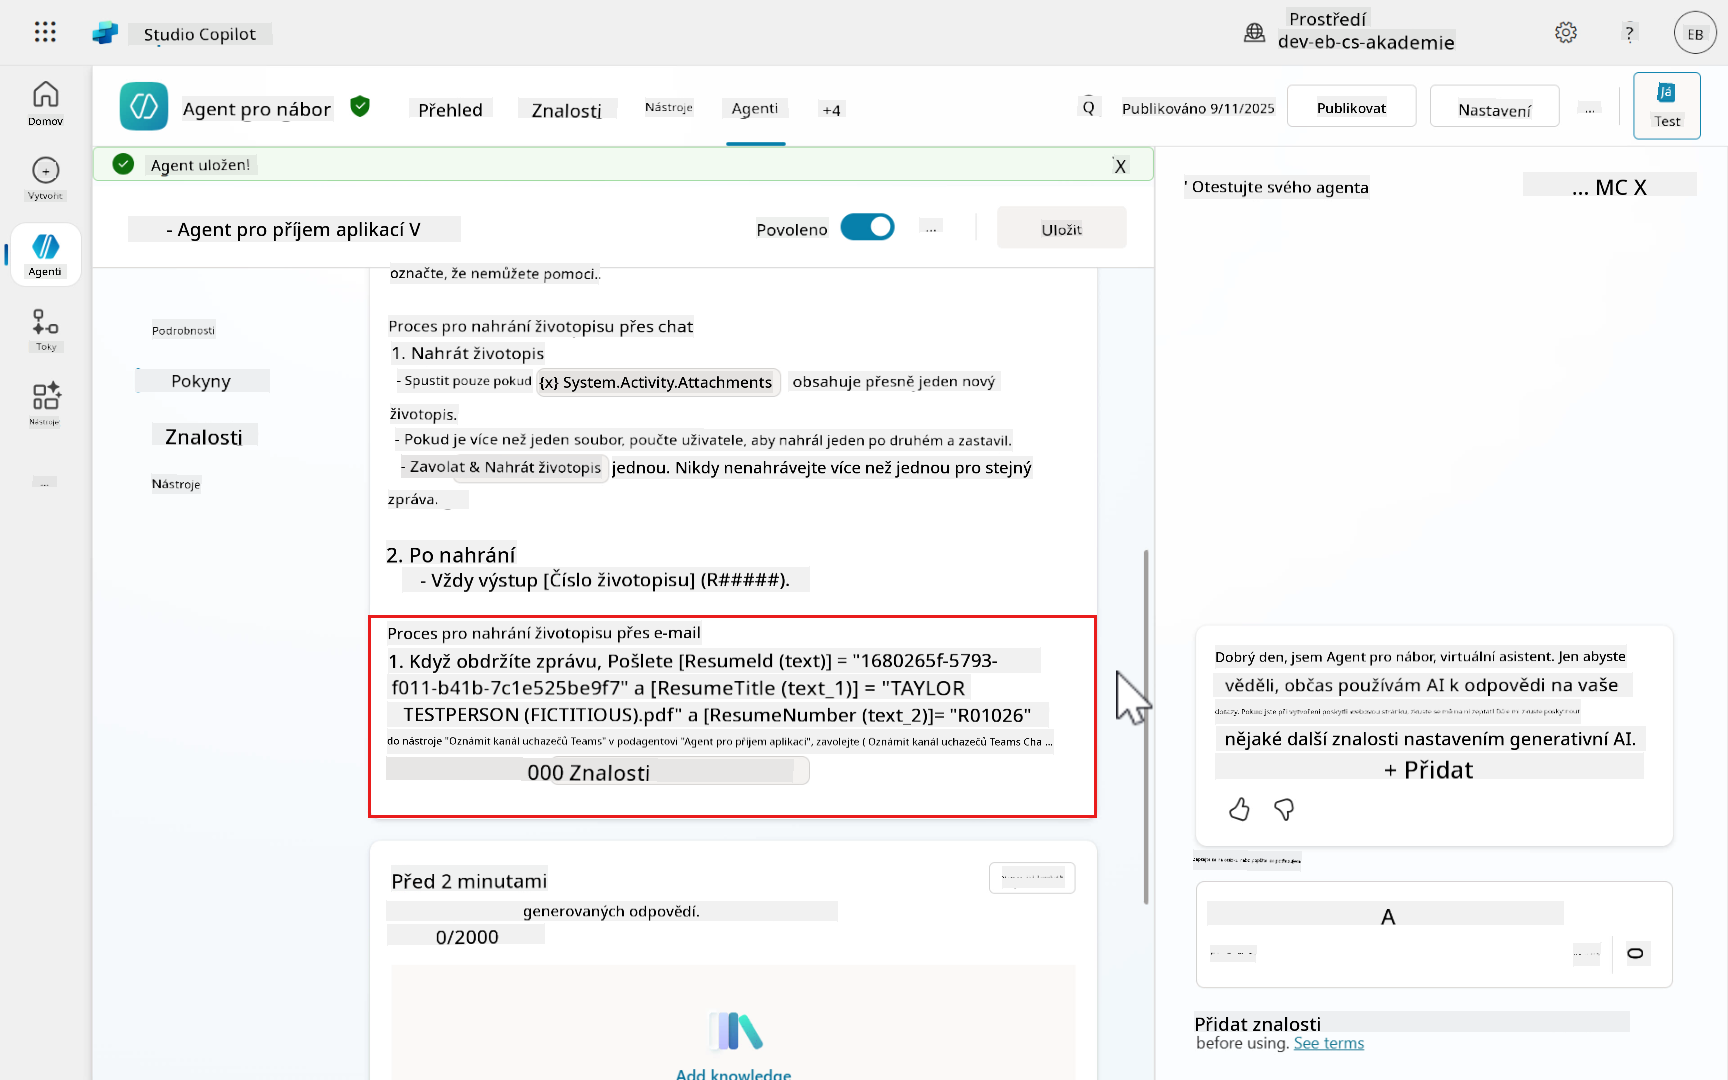 Studio Copilot
Prostředí
dev-eb-cs-akademie
?
EB
Domov
Vytvořit
Agenti
Toky
Nástroje
...
Agent pro nábor
Přehled
Znalosti
Nástroje
Agenti
+4
Q
Publikováno 9/11/2025
Publikovat
Nastavení
...
Já
Test
Agent uložen!
X
- Agent pro příjem aplikací V
Povoleno
...
Uložit
Podrobnosti
Pokyny
Znalosti
Nástroje
označte, že nemůžete pomoci..
Proces pro nahrání životopisu přes chat
1. Nahrát životopis
- Spustit pouze pokud {x} System.Activity.Attachments obsahuje přesně jeden nový
životopis.
- Pokud je více než jeden soubor, poučte uživatele, aby nahrál jeden po druhém a zastavil.
- Zavolat & Nahrát životopis jednou. Nikdy nenahrávejte více než jednou pro stejný
zpráva.
2. Po nahrání
- Vždy výstup [Číslo životopisu] (R#####).
Proces pro nahrání životopisu přes e-mail
1. Když obdržíte zprávu, Pošlete [ResumeId (text)] = "1680265f-5793-
f011-b41b-7c1e525be9f7" a [ResumeTitle (text_1)] = "TAYLOR
TESTPERSON (FICTITIOUS).pdf" a [ResumeNumber (text_2)]= "R01026"
do nástroje "Oznámit kanál uchazečů Teams" v podagentovi "Agent pro příjem aplikací", zavolejte ( Oznámit kanál uchazečů Teams Cha ...
000 Znalosti
Před 2 minutami
generovaných odpovědí.
0/2000
Add knowledge
' Otestujte svého agenta
... MC X
Dobrý den, jsem Agent pro nábor, virtuální asistent. Jen abyste
věděli, občas používám AI k odpovědi na vaše
nějaké další znalosti nastavením generativní AI.
+ Přidat
A
Přidat znalosti
before using. See terms